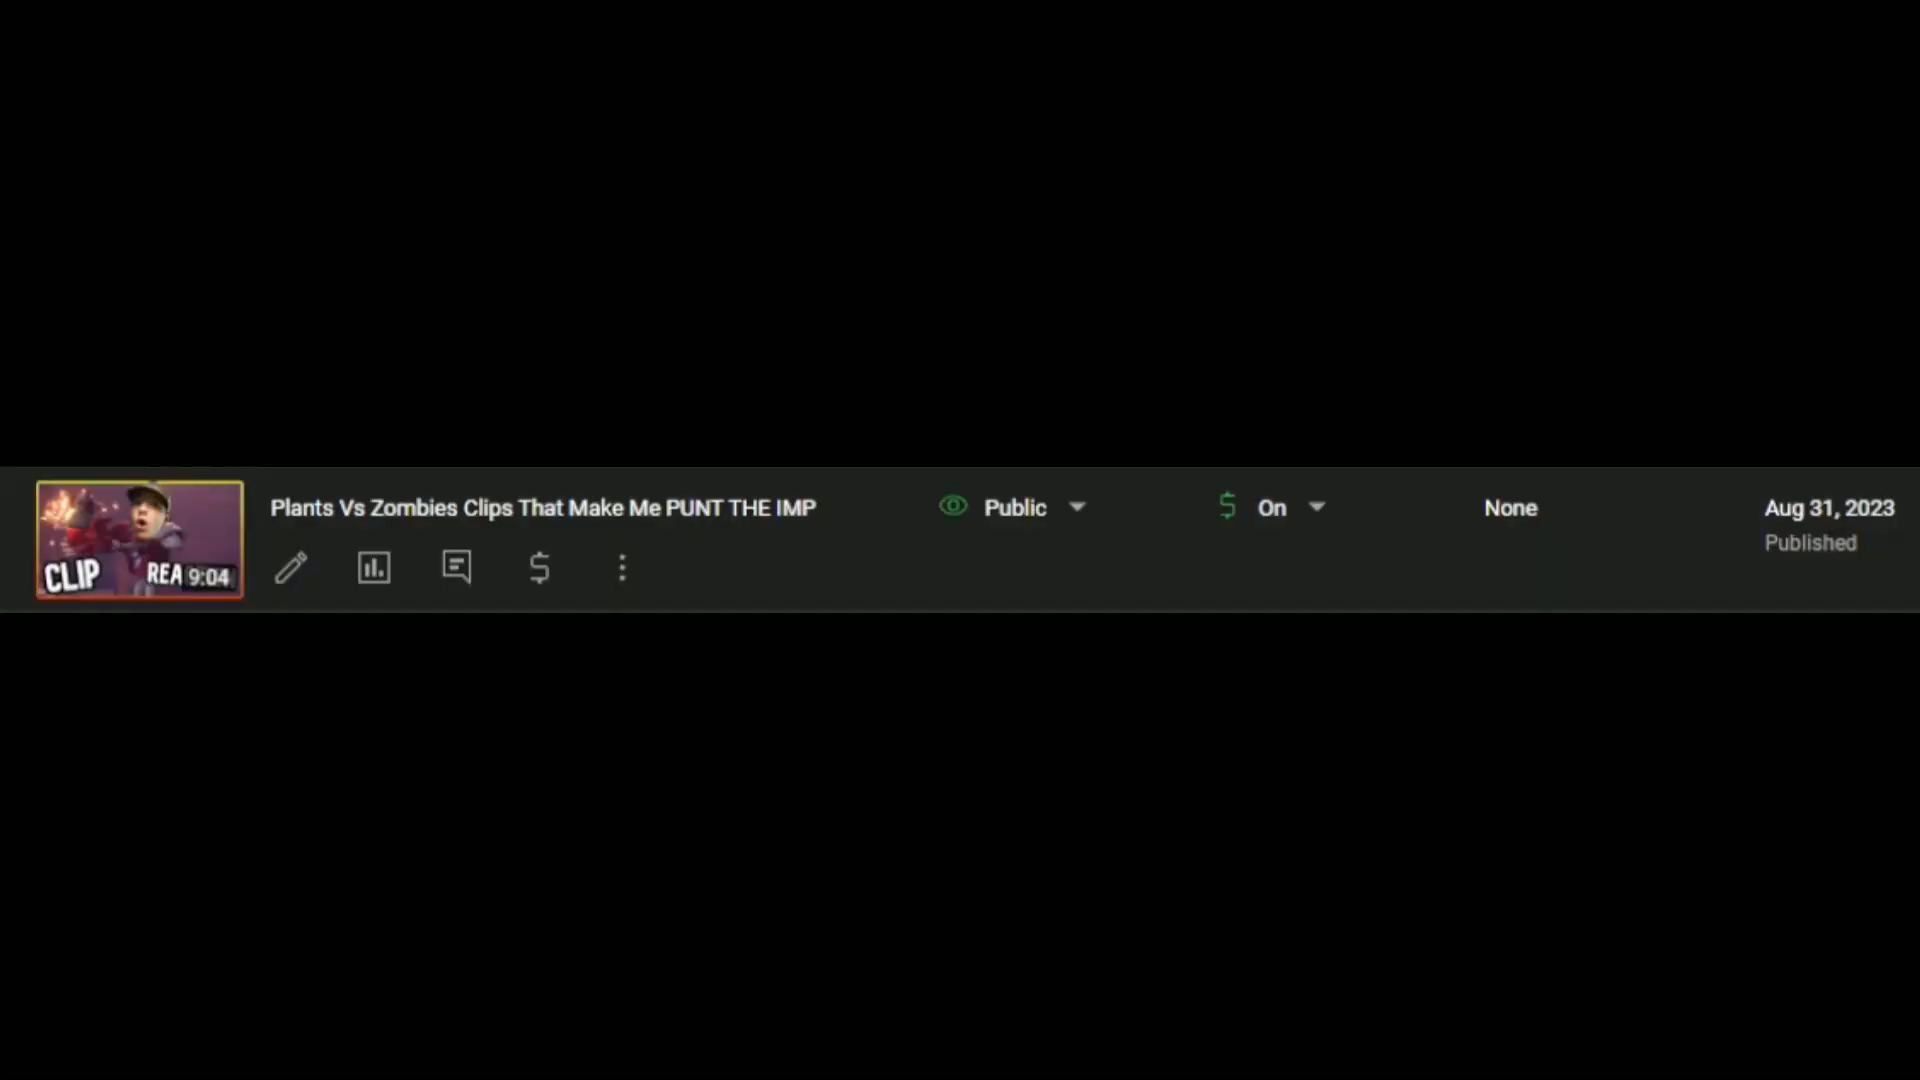 Plants Vs Zombies Clips That Make Me PUNT THE IMP
Public
On
None
Aug 31, 2023
Published
CLIP
REA
9:04